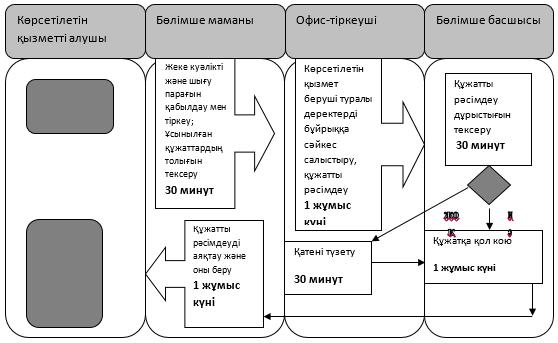 Көрсетілетін
қызметті алушы
Бөлімше маманы
Офис-тіркеуші
Бөлімше басшысы
Жеке куәлікті
және шығу
парағын
қабылдау мен
тіркеу;
Ұсынылған
құжаттардың
толығын
тексеру
30 минут
Көрсетілетін
қызмет
беруші туралы
деректерді
бұйрыққа
сәйкес
салыстыру,
құжатты
рәсімдеу
1 жұмыс
күні
Құжатты
рәсімдеу
дұрыстығын
тексеру
30 минут
Құжатты
рәсімдеуді
аяқтау және
оны беру
1 жұмыс
күні
Қатені түзету
30 минут
Құжатқа қол қою
1 жұмыс күні